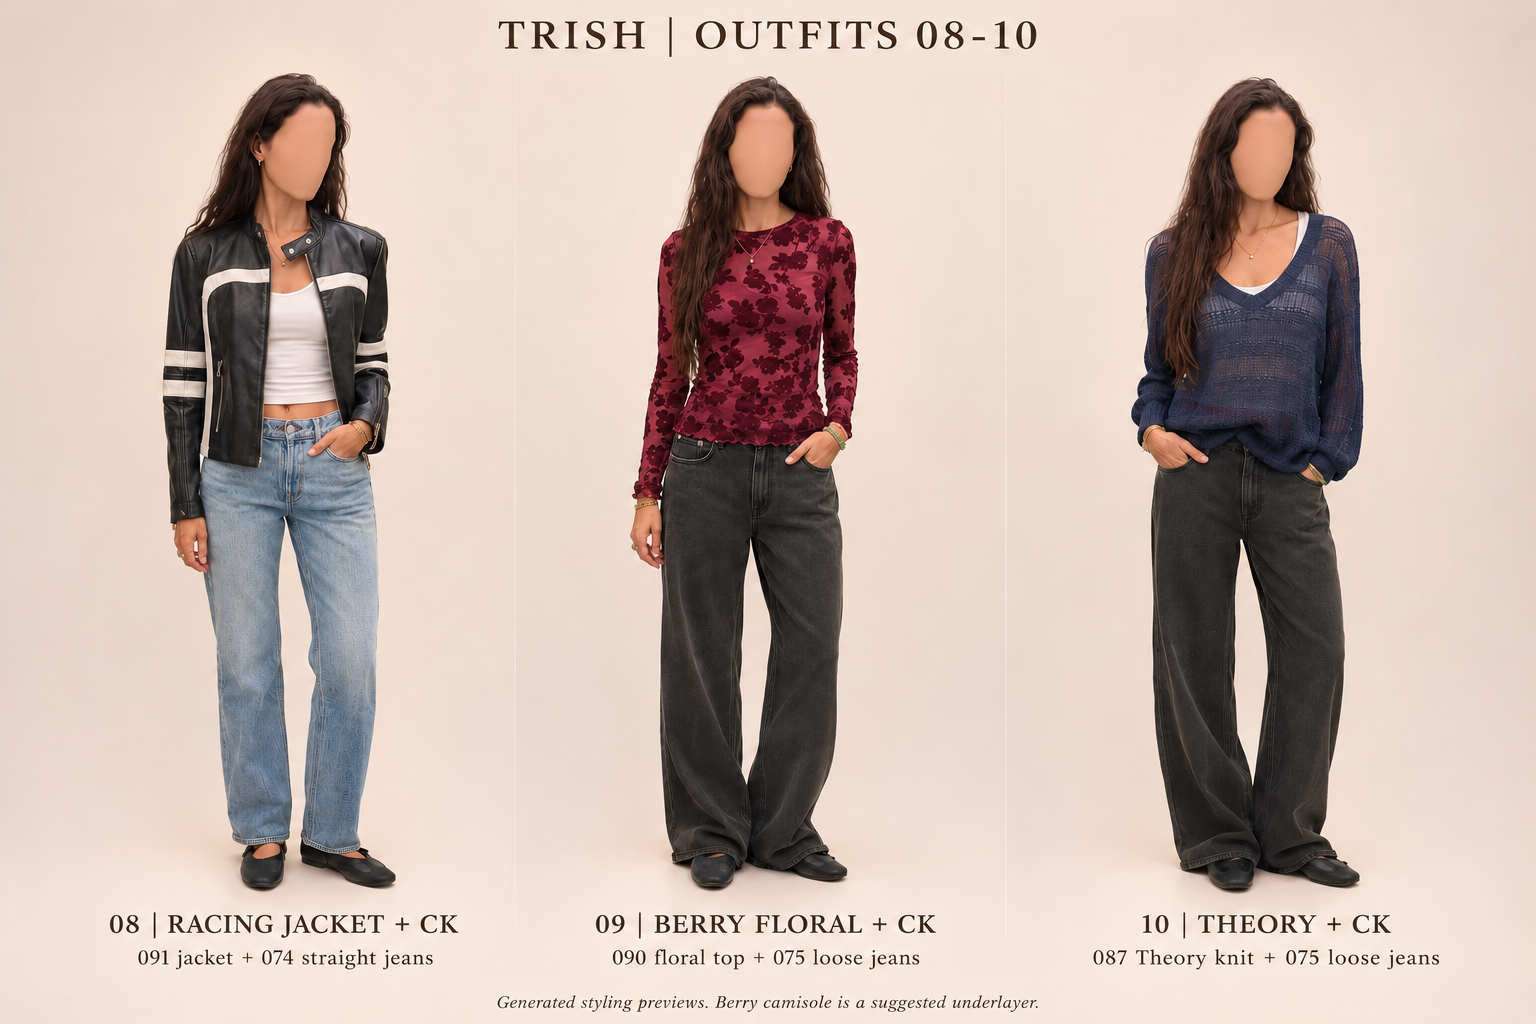 TRISH | OUTFITS 08-10
08 | RACING JACKET + CK
091 jacket + 074 straight jeans
09 | BERRY FLORAL + CK
090 floral top + 075 loose jeans
10 | THEORY + CK
087 Theory knit + 075 loose jeans
Generated styling previews. Berry camisole is a suggested underlayer.